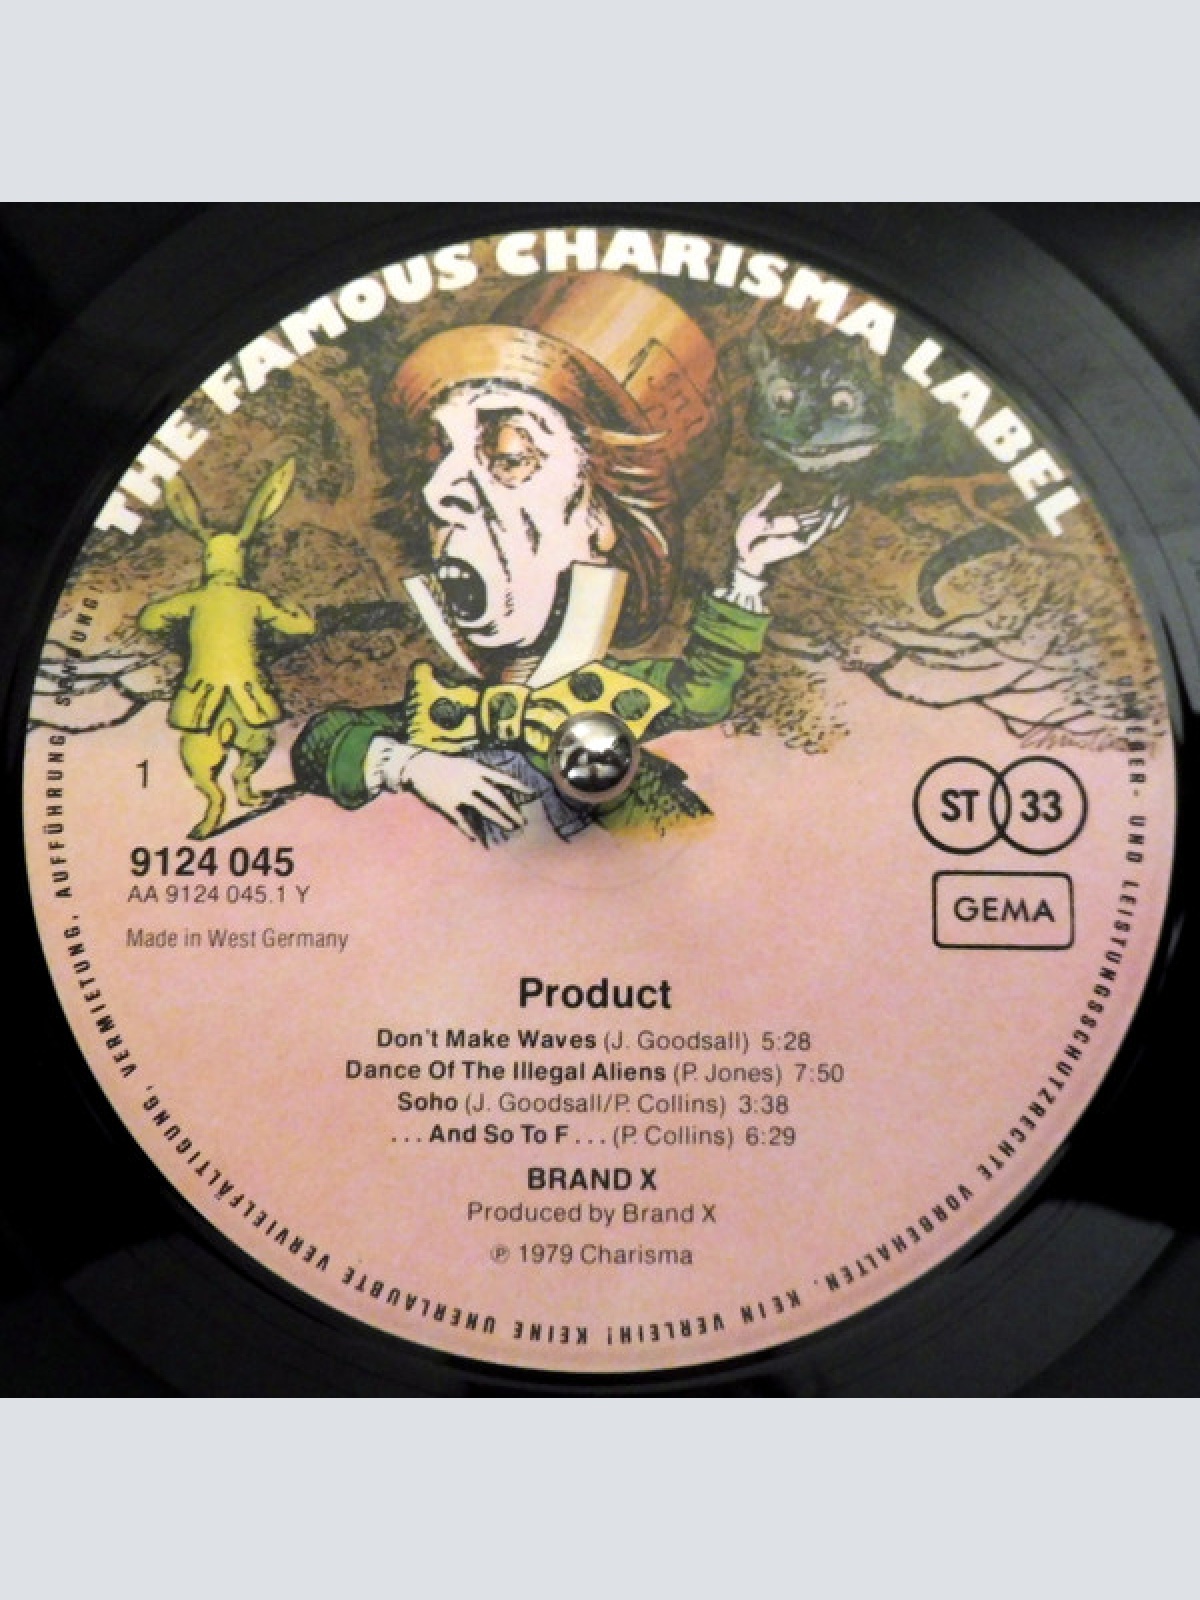 THE FAMOUS CHARISMA LABEL
1
9124 045
AA 9124 045.1 Y
Made in West Germany
ST 33
GEMA
Product
Don't Make Waves (J. Goodsall) 5:28
Dance Of The Illegal Aliens (P. Jones) 7:50
Soho (J. Goodsall/P. Collins) 3:38
...And So To F... (P. Collins) 6:29
BRAND X
Produced by Brand X
℗ 1979 Charisma
URHEBER- UND LEISTUNGSSCHUTZRECHTE VORBEHALTEN. KEIN VERLEIH! KEINE UNERLAUBTE VERVIELFÄLTIGUNG, VERMIETUNG, AUFFÜHRUNG,